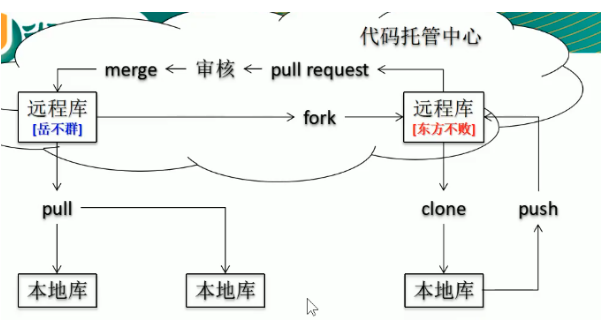 代码托管中心
merge ← 审核 ← pull request
远程库
[岳不群]
fork
远程库
[东方不败]
pull
clone
push
本地库
本地库
本地库